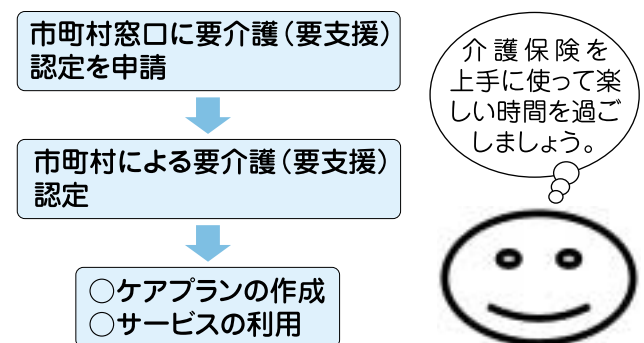 市町村窓口に要介護（要支援）
認定を申請
市町村による要介護（要支援）
認定
○ケアプランの作成
○サービスの利用
介護保険を
上手に使って楽
しい時間を過ご
しましょう。